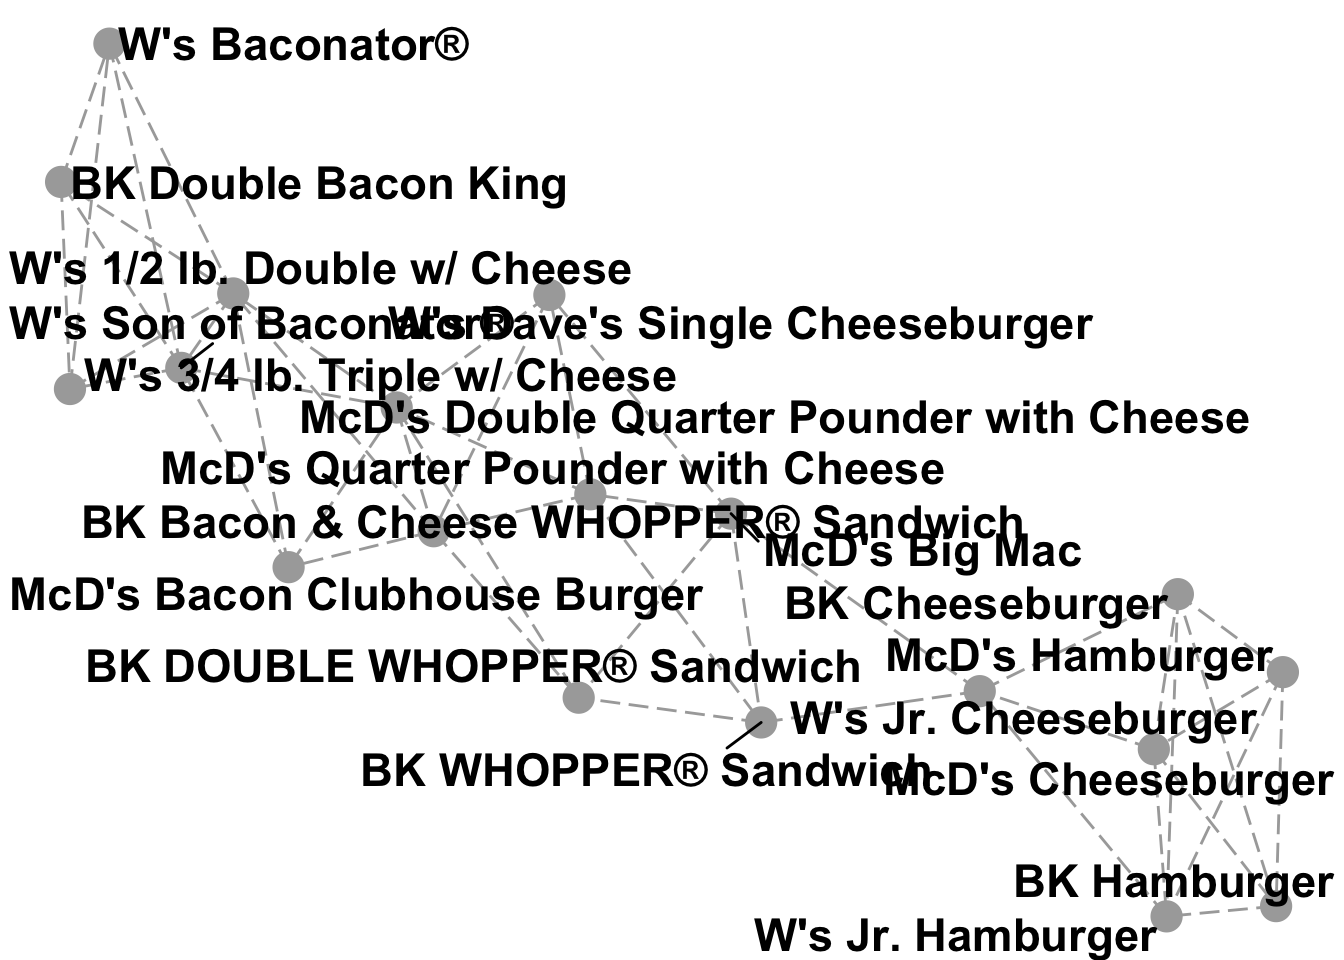 W's Baconator®
BK Double Bacon King
W's 1/2 lb. Double w/ Cheese
W's Son of Baconator®
W's Dave's Single Cheeseburger
W's 3/4 lb. Triple w/ Cheese
McD's Double Quarter Pounder with Cheese
McD's Quarter Pounder with Cheese
BK Bacon & Cheese WHOPPER® Sandwich
McD's Big Mac
McD's Bacon Clubhouse Burger
BK Cheeseburger
McD's Hamburger
BK DOUBLE WHOPPER® Sandwich
W's Jr. Cheeseburger
BK WHOPPER® Sandwich
McD's Cheeseburger
BK Hamburger
W's Jr. Hamburger